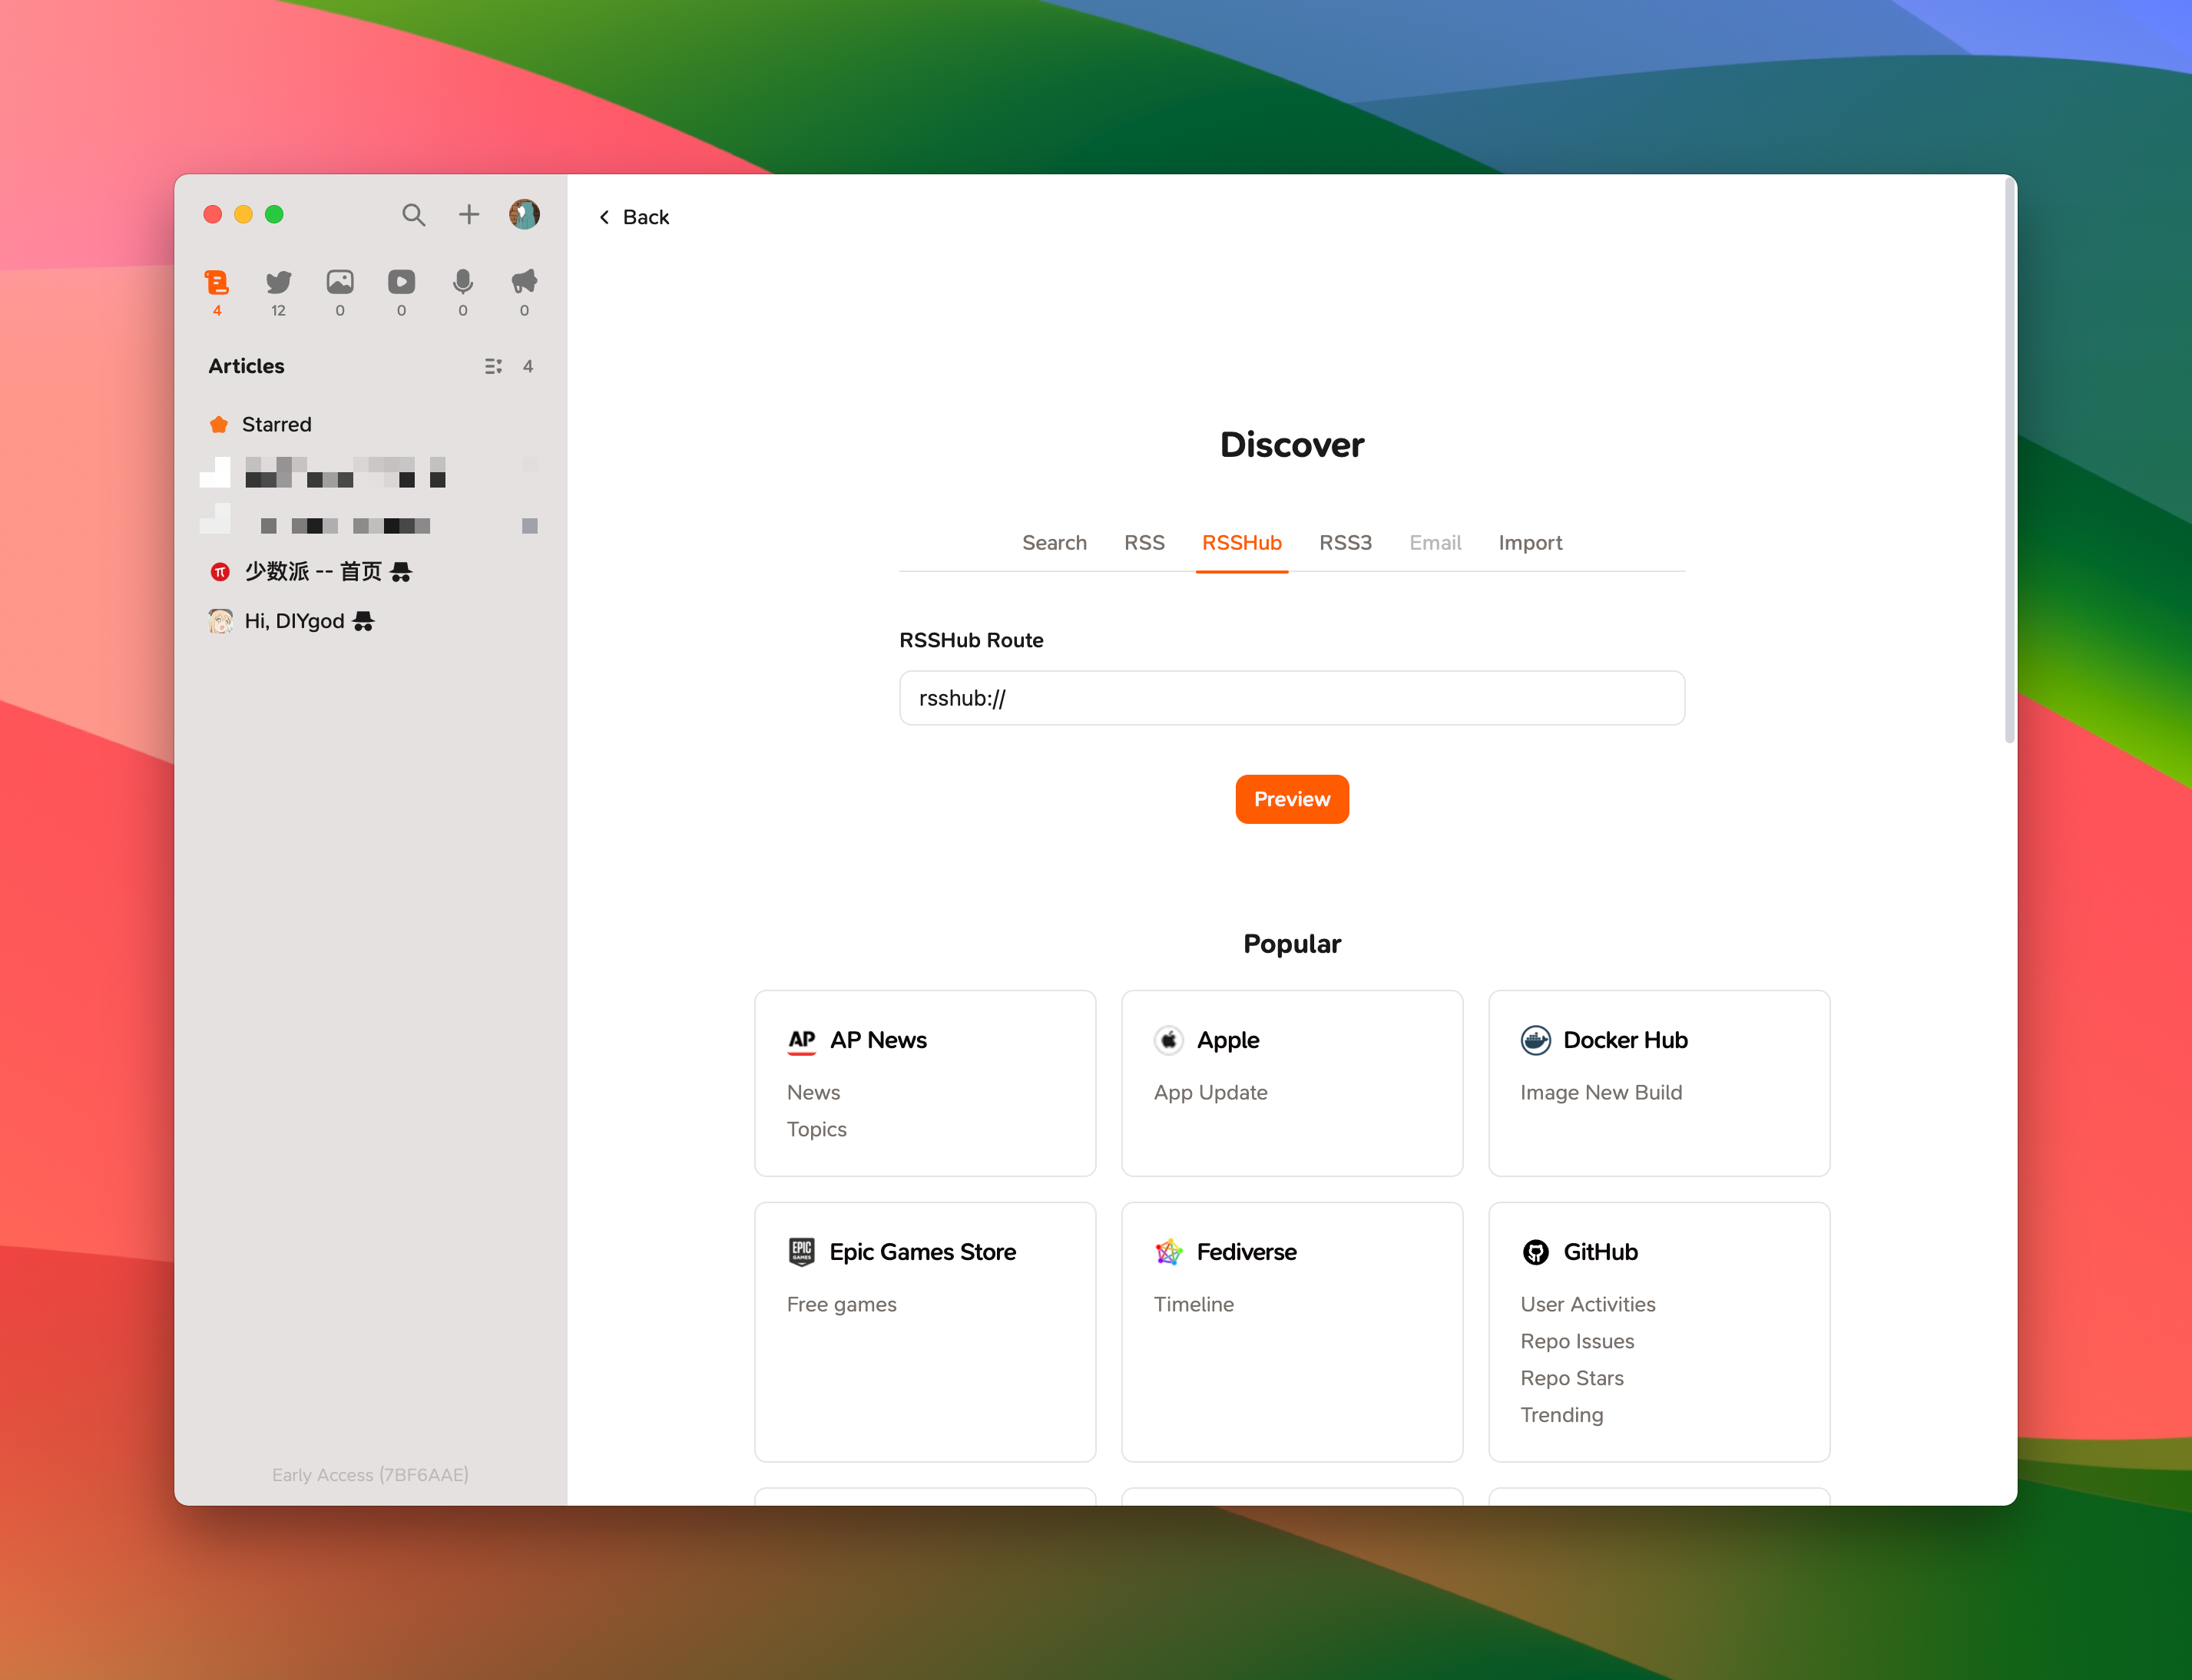 Back
4
12
0
0
0
0
Articles
4
Starred
少数派 -- 首页
Hi, DIYgod
Early Access (7BF6AAE)
Discover
Search
RSS
RSSHub
RSS3
Email
Import
RSSHub Route
rsshub://
Preview
Popular
AP
AP News
News
Topics
Apple
App Update
Docker Hub
Image New Build
EPIC
GAMES
Epic Games Store
Free games
Fediverse
Timeline
GitHub
User Activities
Repo Issues
Repo Stars
Trending